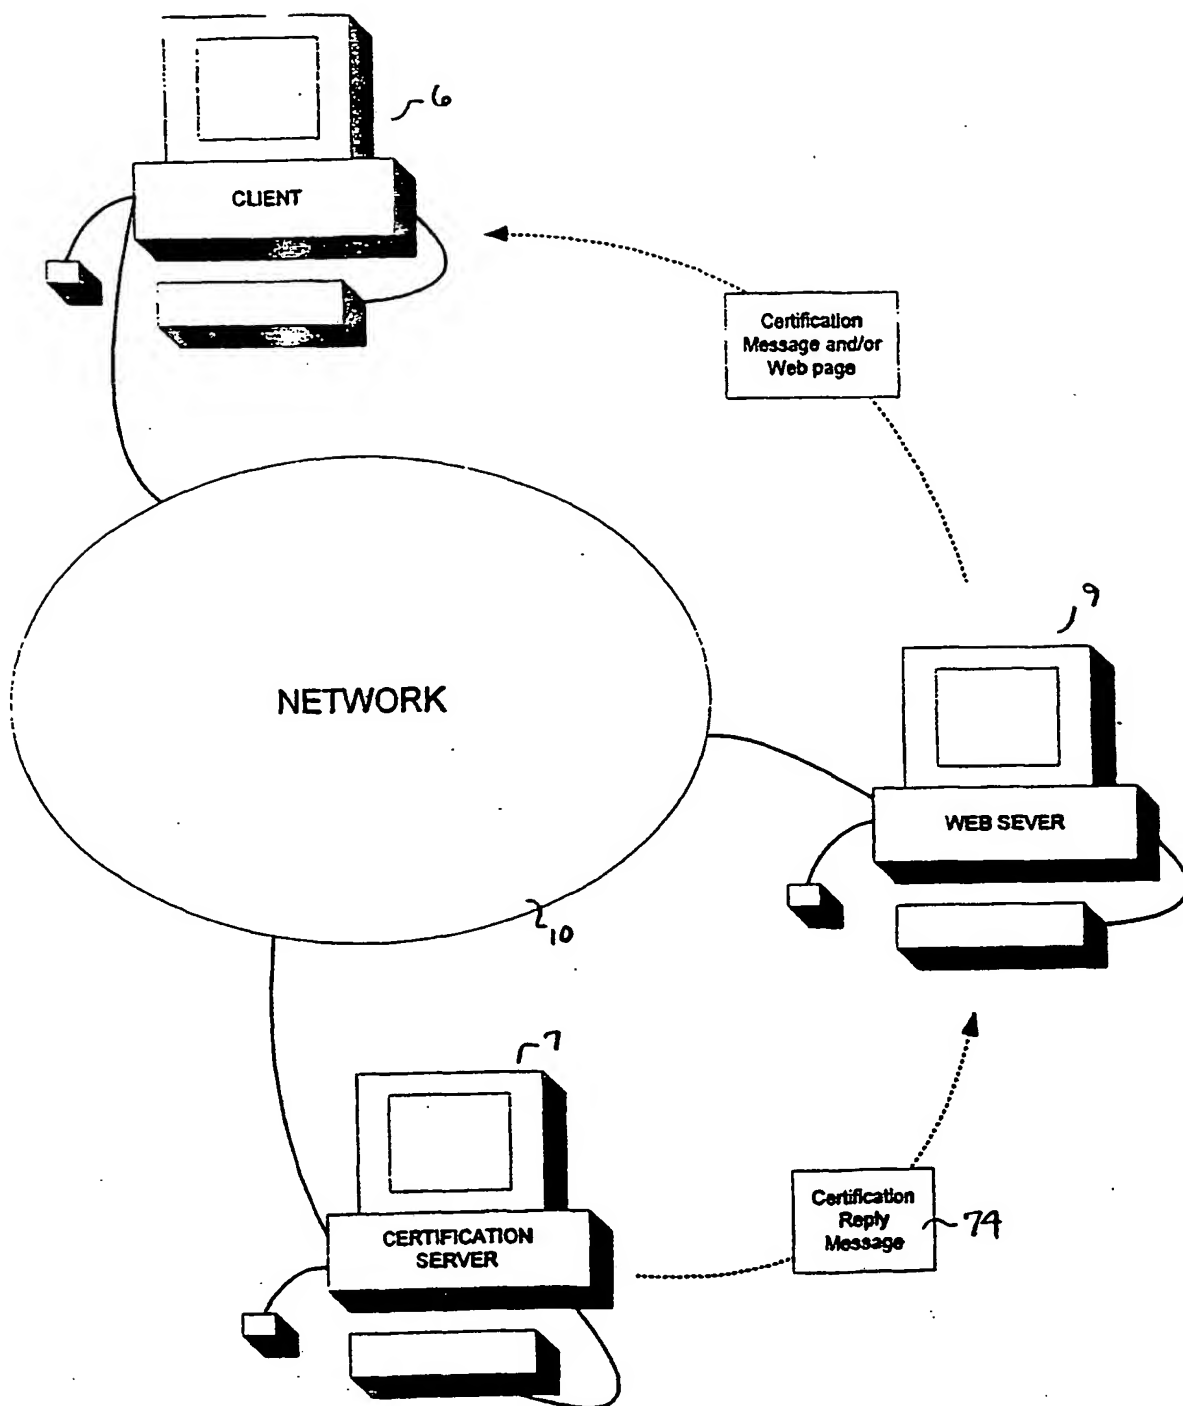 6
CLIENT
Certification
Message and/or
Web page
9
NETWORK
WEB SEVER
10
7
Certification
Reply
Message
74
CERTIFICATION
SERVER